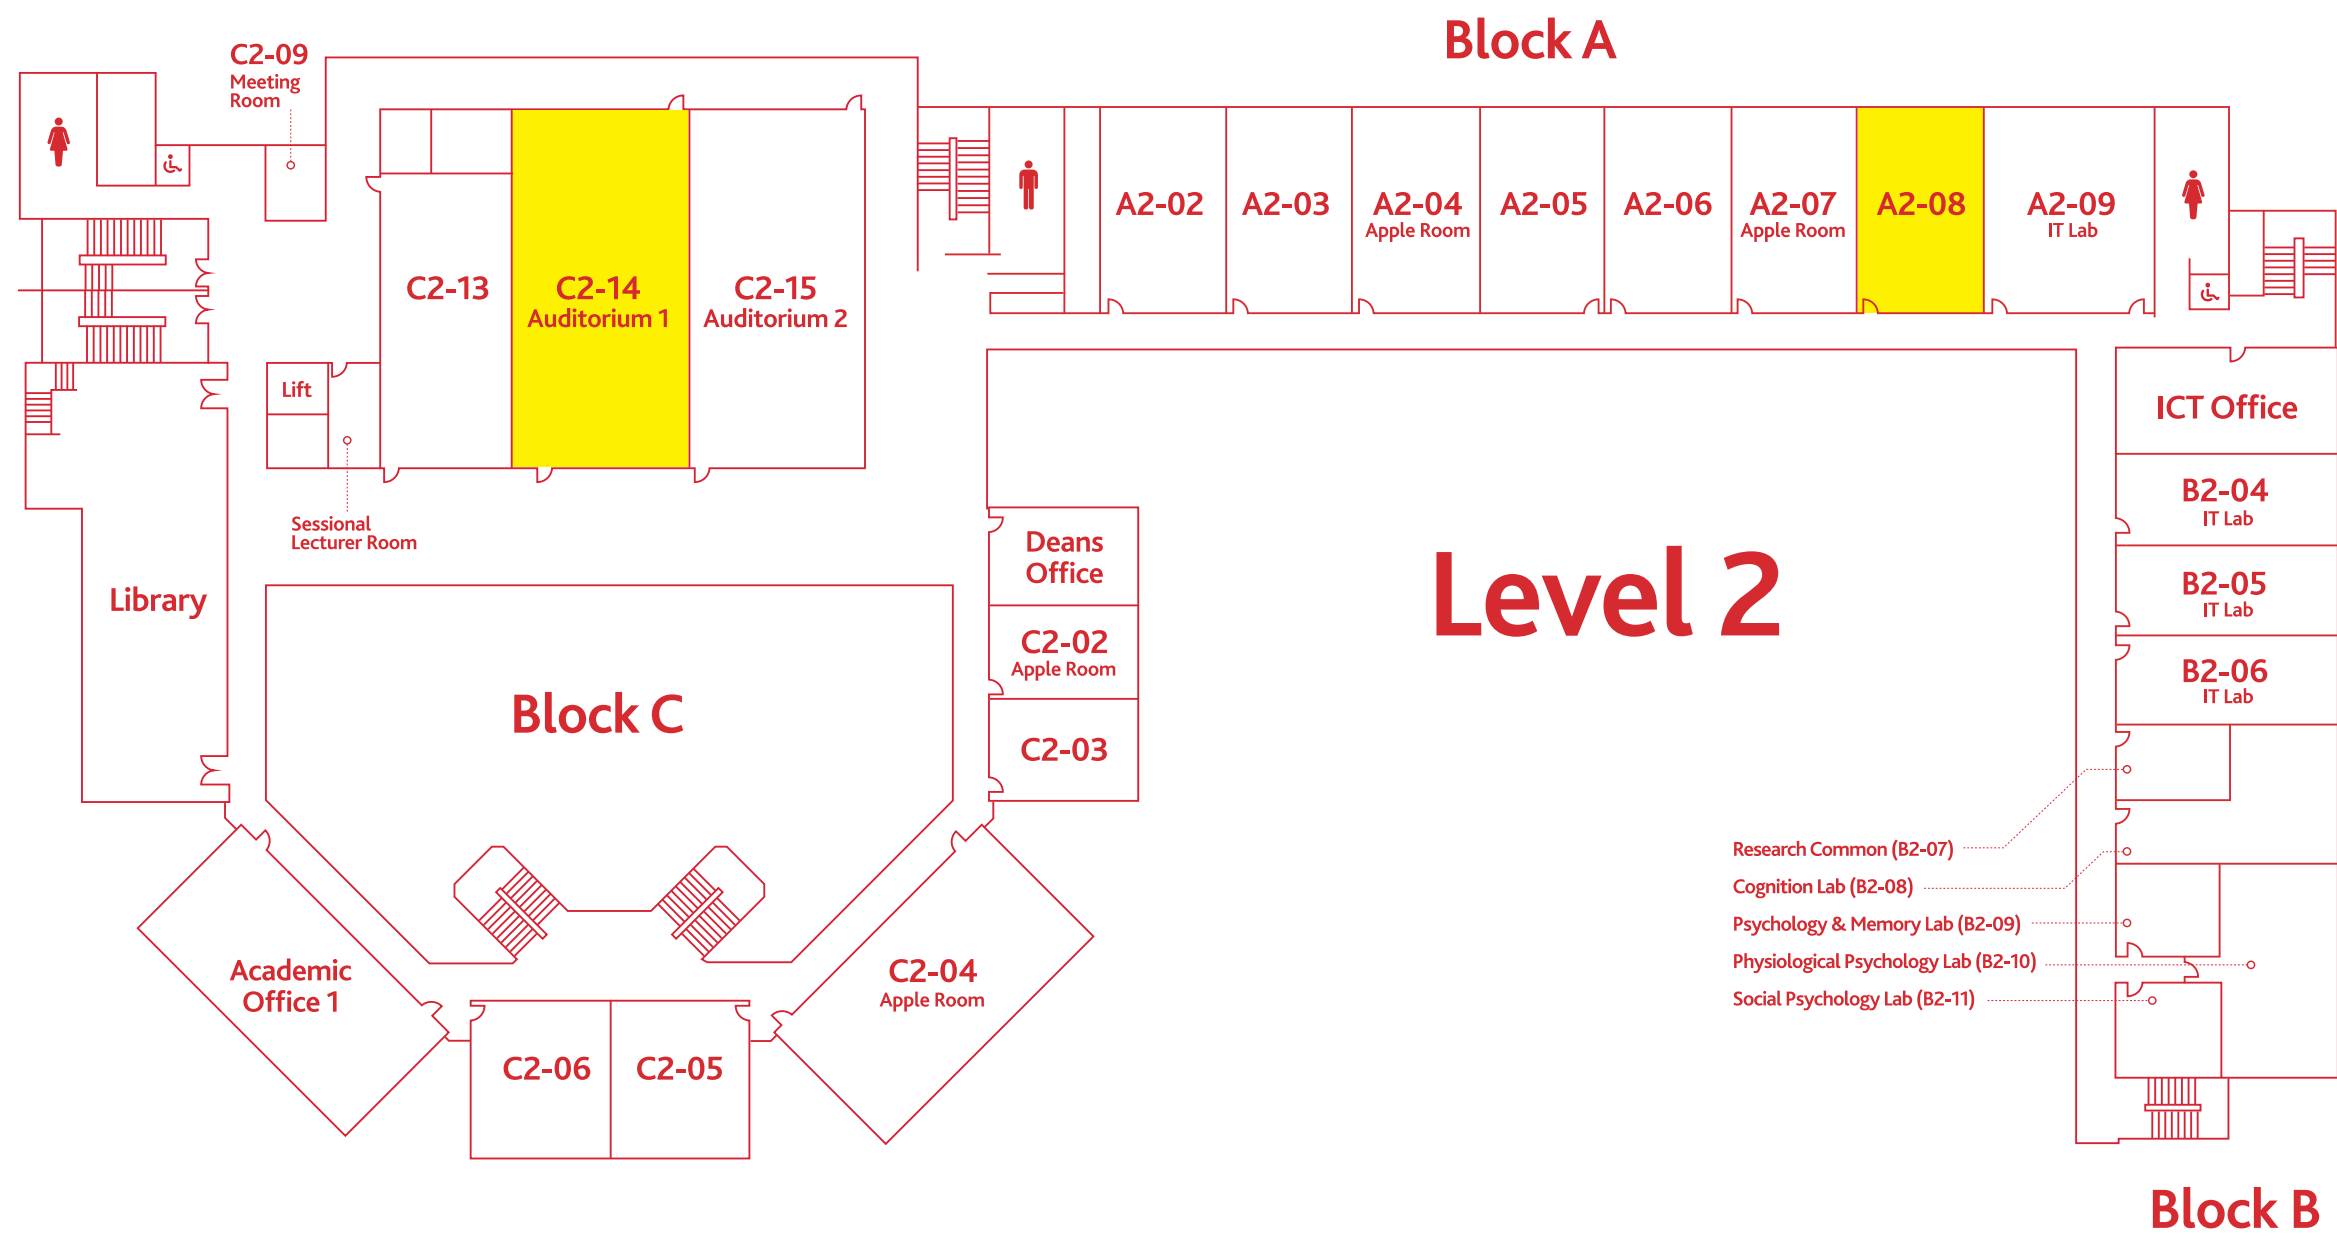 Block A
C2-09
Meeting
Room
A2-02
A2-03
A2-04
Apple Room
A2-05
A2-06
A2-07
Apple Room
A2-08
A2-09
IT Lab
C2-13
C2-14
Auditorium 1
C2-15
Auditorium 2
Lift
ICT Office
Sessional
Lecturer Room
Deans
Office
B2-04
IT Lab
Library
Level 2
B2-05
IT Lab
C2-02
Apple Room
B2-06
IT Lab
Block C
C2-03
Research Common (B2-07)
Cognition Lab (B2-08)
Psychology & Memory Lab (B2-09)
Physiological Psychology Lab (B2-10)
Social Psychology Lab (B2-11)
Academic
Office 1
C2-04
Apple Room
C2-06
C2-05
Block B